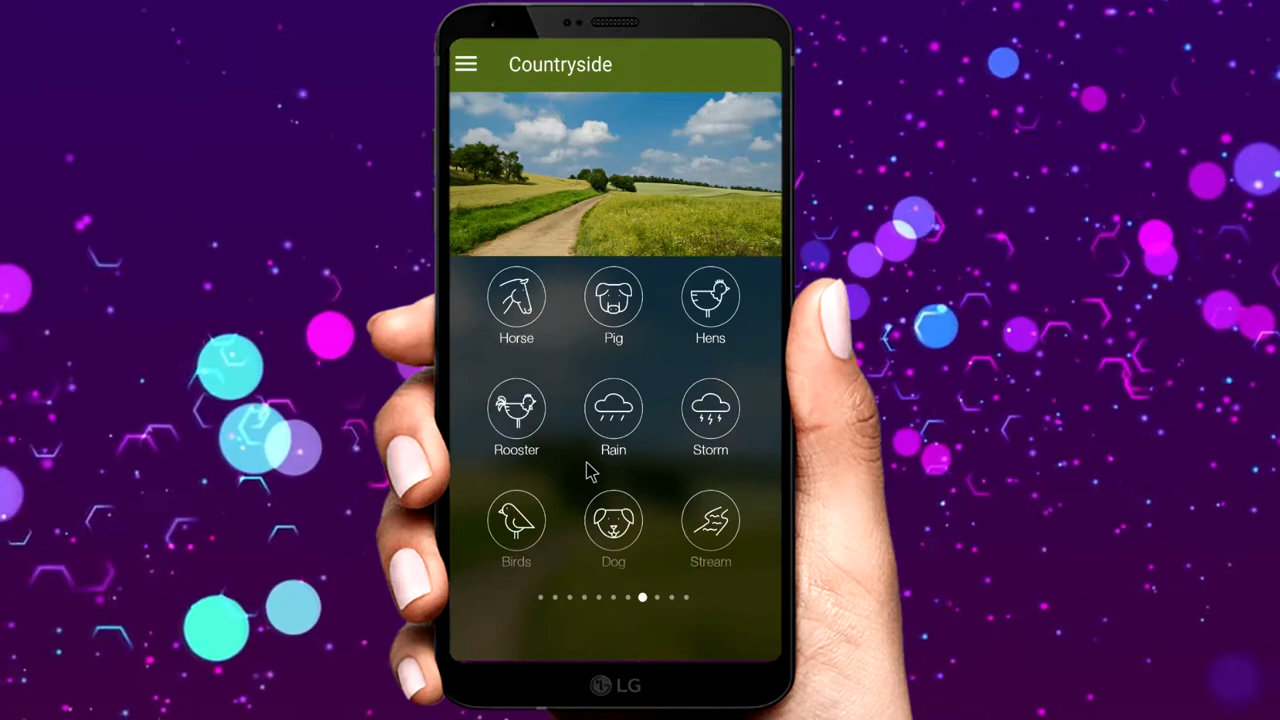 Countryside
Horse
Pig
Hens
Rooster
Rain
Storm
Birds
Dog
Stream
LG